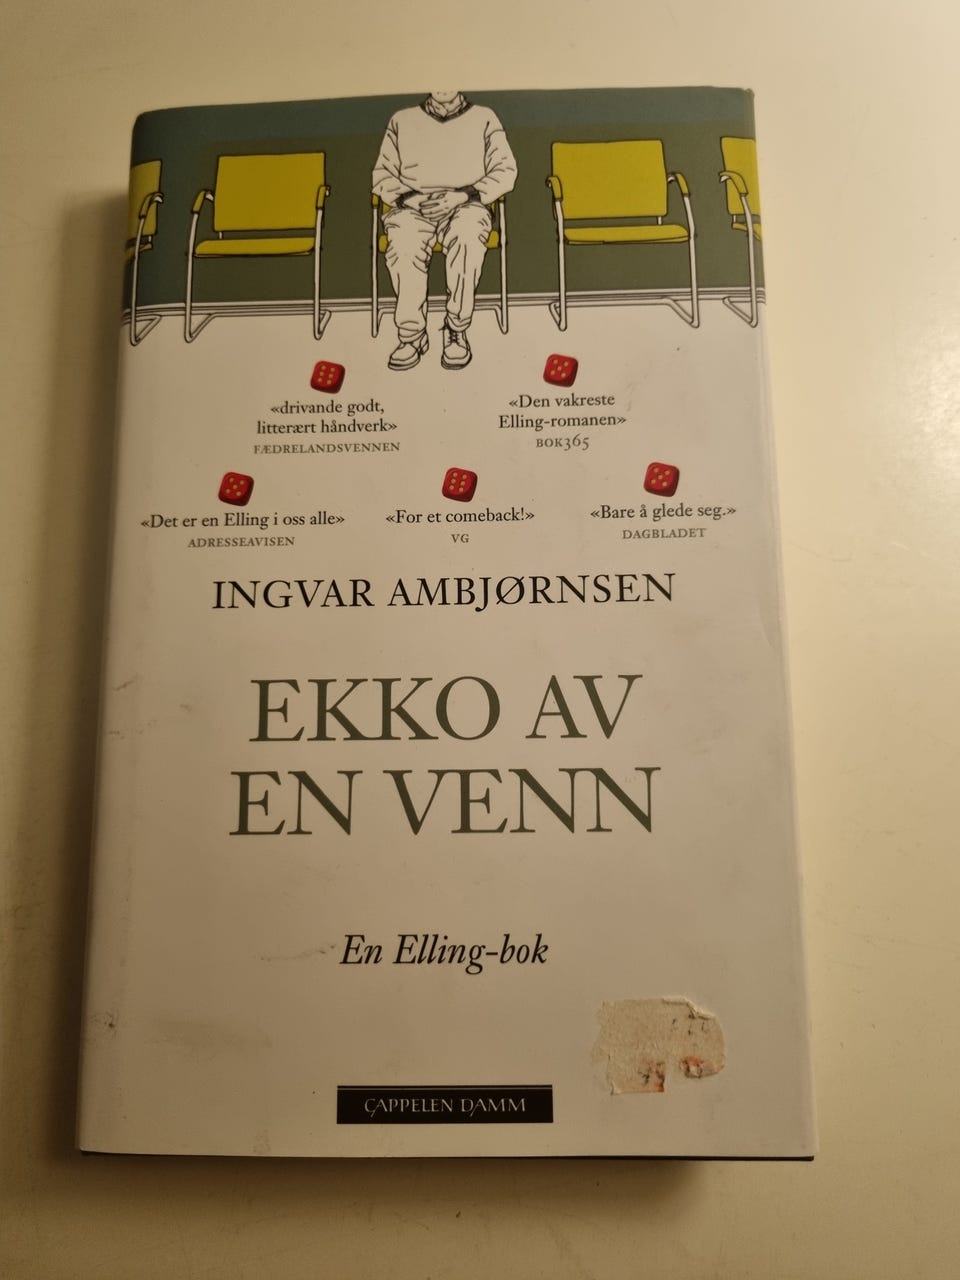 «drivande godt,
litterært håndverk»
FÆDRELANDSVENNEN
«Den vakreste
Elling-romanen»
BOK365
«Det er en Elling i oss alle»
ADRESSEAVISEN
«For et comeback!»
VG
«Bare å glede seg.»
DAGBLADET
INGVAR AMBJØRNSEN
EKKO AV
EN VENN
En Elling-bok
CAPPELEN DAMM